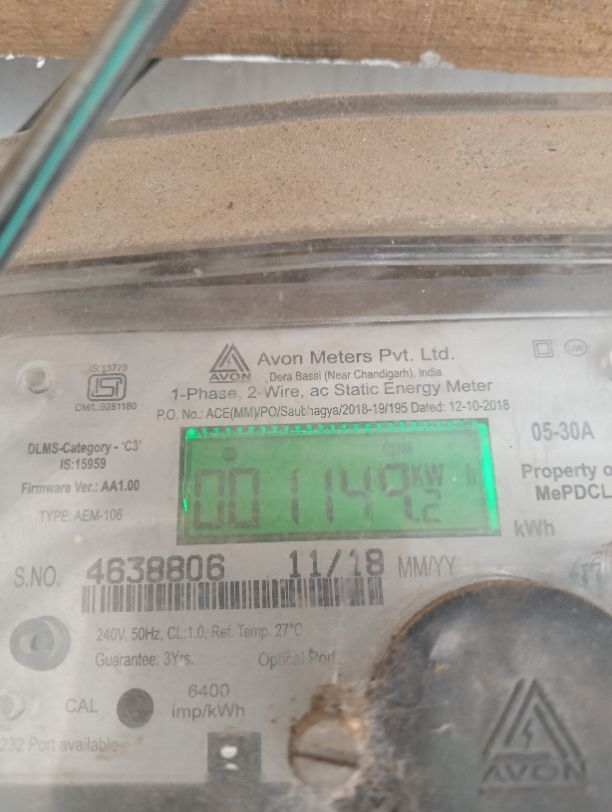 Avon Meters Pvt. Ltd.
AVON
Dera Bassi (Near Chandigarh), India
1-Phase, 2-Wire, ac Static Energy Meter
P.O. No.: ACE(MM)/PO/Saubhagya/2018-19/195 Dated: 12-10-2018
IS 13779
ISI
CM/L:9281180
DLMS-Category - 'C3'
IS:15959
Firmware Ver.: AA1.00
TYPE: AEM-106
001149.2 kW h
05-30A
Property o
MePDCL
kWh
S.NO. 4638806 11/18 MM/YY
240V, 50Hz, CL:1.0, Ref. Temp. 27°C
Guarantee: 3Yrs. Optical Port
CAL 6400
imp/kWh
232 Port available
AVON